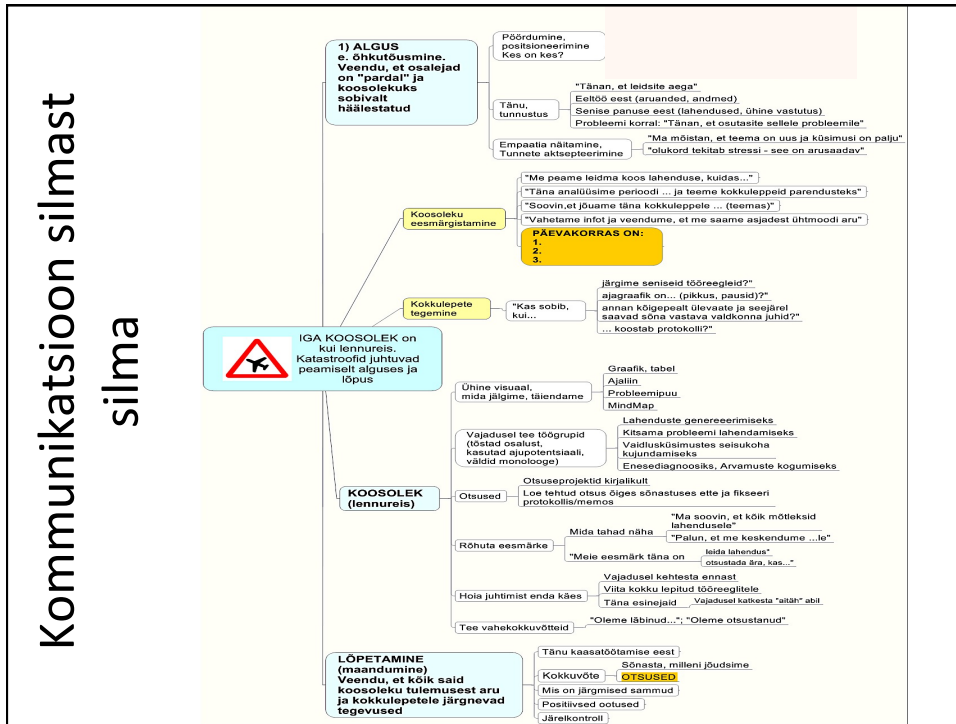 Kommunikatsioon silmast
silma
1) ALGUS
e. õhkutõusmine.
Veendu, et osalejad
on "pardal" ja
koosolekuks
sobivalt
häälestatud
Pöördumine,
positsioneerimine
Kes on kes?
Tänu,
tunnustus
"Tänan, et leidsite aega"
Eeltöö eest (aruanded, andmed)
Senise panuse eest (lahendused, ühine vastutus)
Probleemi korral: "Tänan, et osutasite sellele probleemile"
Empaatia näitamine,
Tunnete aktsepteerimine
"Ma mõistan, et teema on uus ja küsimusi on palju"
"olukord tekitab stressi - see on arusaadav"
Koosoleku
eesmärgistamine
"Me peame leidma koos lahenduse, kuidas..."
"Täna analüüsime perioodi ... ja teeme kokkuleppeid parendusteks"
"Soovin,et jõuame täna kokkuleppele ... (teemas)"
"Vahetame infot ja veendume, et me saame asjadest ühtmoodi aru"
PÄEVAKORRAS ON:
1.
2.
3.
Kokkulepete
tegemine
"Kas sobib,
kui...
järgime seniseid tööreegleid?"
ajagraafik on... (pikkus, pausid)?"
annan kõigepealt ülevaate ja seejärel
saavad sõna vastava valdkonna juhid?"
... koostab protokolli?"
IGA KOOSOLEK on
kui lennureis.
Katastroofid juhtuvad
peamiselt alguses ja
lõpus
KOOSOLEK
(lennureis)
Ühine visuaal,
mida jälgime, täiendame
Graafik, tabel
Ajaliin
Probleemipuu
MindMap
Vajadusel tee töögrupid
(tõstad osalust,
kasutad ajupotentsiaali,
väldid monolooge)
Lahenduste genereeerimiseks
Kitsama probleemi lahendamiseks
Vaidlusküsimustes seisukoha
kujundamiseks
Enesediagnoosiks, Arvamuste kogumiseks
Otsused
Otsuseprojektid kirjalikult
Loe tehtud otsus õiges sõnastuses ette ja fikseeri
protokollis/memos
Rõhuta eesmärke
Mida tahad näha
"Ma soovin, et kõik mõtleksid
lahendusele"
"Palun, et me keskendume ...le"
"Meie eesmärk täna on
leida lahendus"
otsustada ära, kas..."
Hoia juhtimist enda käes
Vajadusel kehtesta ennast
Viita kokku lepitud tööreeglitele
Täna esinejaid
Vajadusel katkesta "aitäh" abil
Tee vahekokkuvõtteid
"Oleme läbinud..."; "Oleme otsustanud"
LÕPETAMINE
(maandumine)
Veendu, et kõik said
koosoleku tulemusest aru
ja kokkulepetele järgnevad
tegevused
Tänu kaasatöötamise eest
Kokkuvõte
Sõnasta, milleni jõudsime
OTSUSED
Mis on järgmised sammud
Positiivsed ootused
Järelkontroll